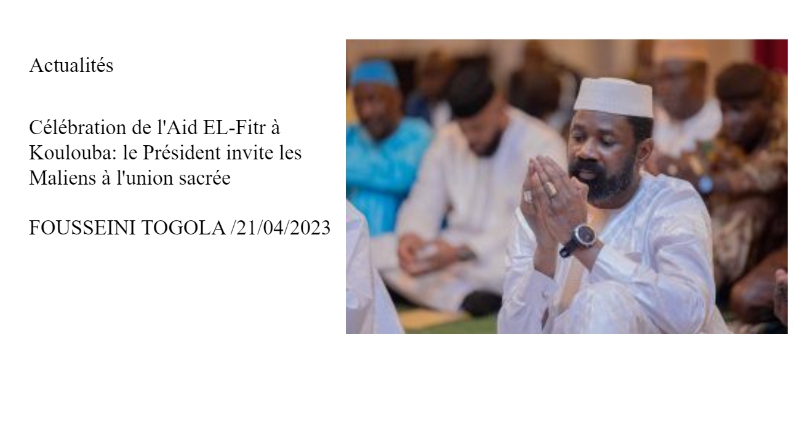 Actualités
Célébration de l'Aid EL-Fitr à
Koulouba: le Président invite les
Maliens à l'union sacrée
FOUSSEINI TOGOLA /21/04/2023